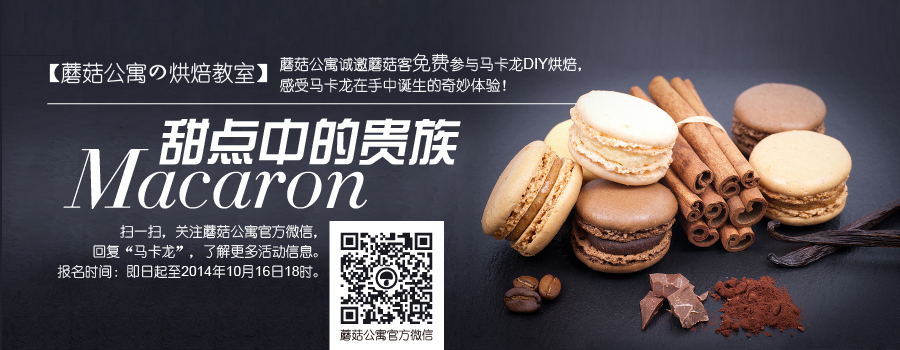 【蘑菇公寓の烘焙教室】
蘑菇公寓诚邀蘑菇客免费参与马卡龙DIY烘焙，
感受马卡龙在手中诞生的奇妙体验！
甜点中的贵族
Macaron
扫一扫，关注蘑菇公寓官方微信，
回复“马卡龙”，了解更多活动信息。
报名时间：即日起至2014年10月16日18时。
蘑菇公寓官方微信